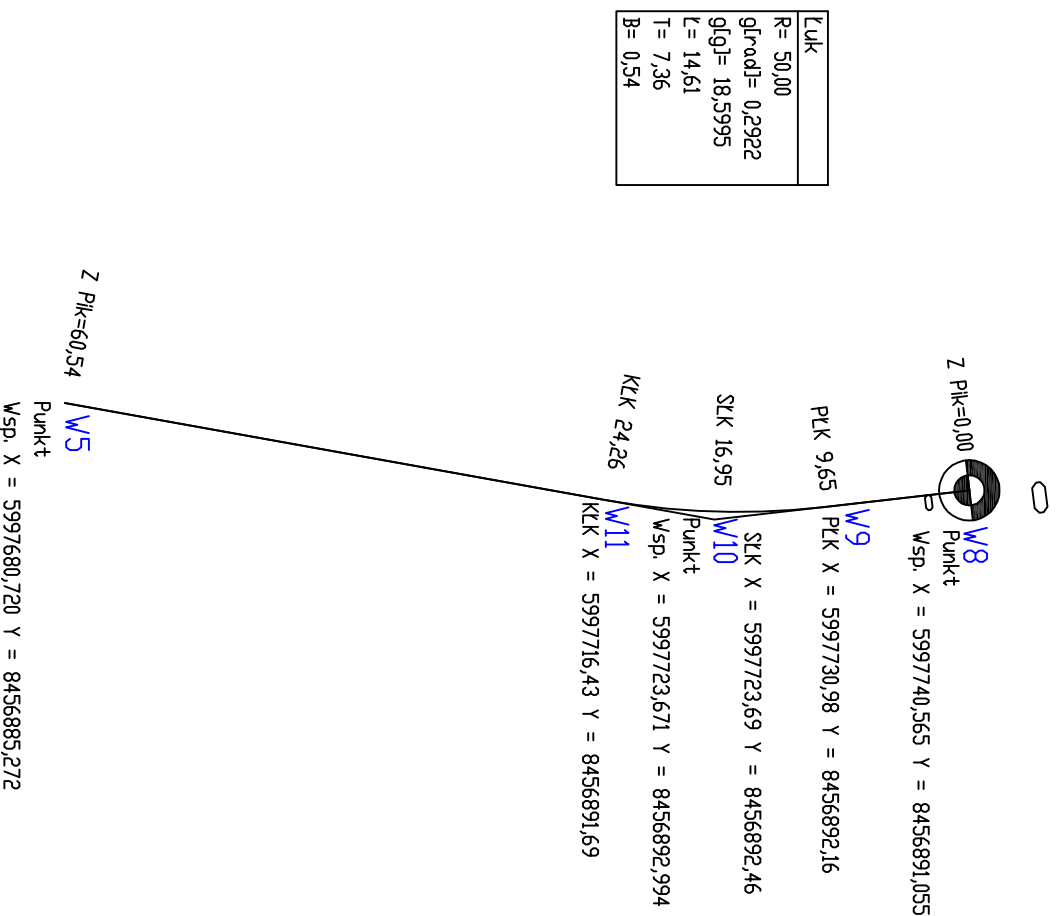 Łuk
R= 50,00
g[rad]= 0,2922
g[g]= 18,5995
Ł= 14,61
T= 7,36
B= 0,54
Z Pik=0,00
W8
Punkt
Wsp. X = 5997740,565 Y = 8456891,055
PŁK 9,65
W9
PŁK X = 5997730,98 Y = 8456892,16
SŁK 16,95
SŁK X = 5997723,69 Y = 8456892,46
W10
Punkt
Wsp. X = 5997723,671 Y = 8456892,994
KŁK 24,26
W11
KŁK X = 5997716,43 Y = 8456891,69
Z Pik=60,54
W5
Punkt
Wsp. X = 5997680,720 Y = 8456885,272